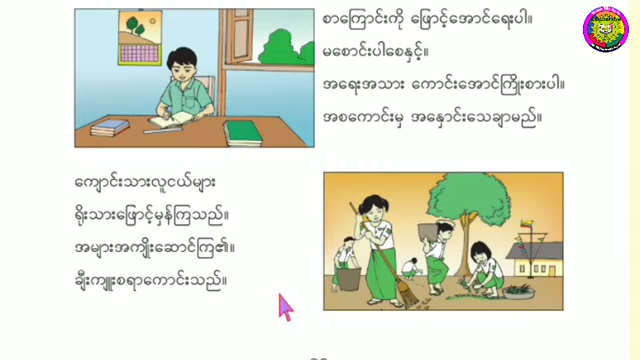 စာကြောင်းကို ဖြောင့်အောင်ရေးပါ။
မစောင်းပါစေနှင့်။
အရေးအသား ကောင်းအောင်ကြိုးစားပါ။
အစကောင်းမှ အနှောင်းသေချာမည်။
ကျောင်းသားလူငယ်များ
ရိုးသားဖြောင့်မှန်ကြသည်။
အများအကျိုးဆောင်ကြ၏။
ချီးကျူးစရာကောင်းသည်။